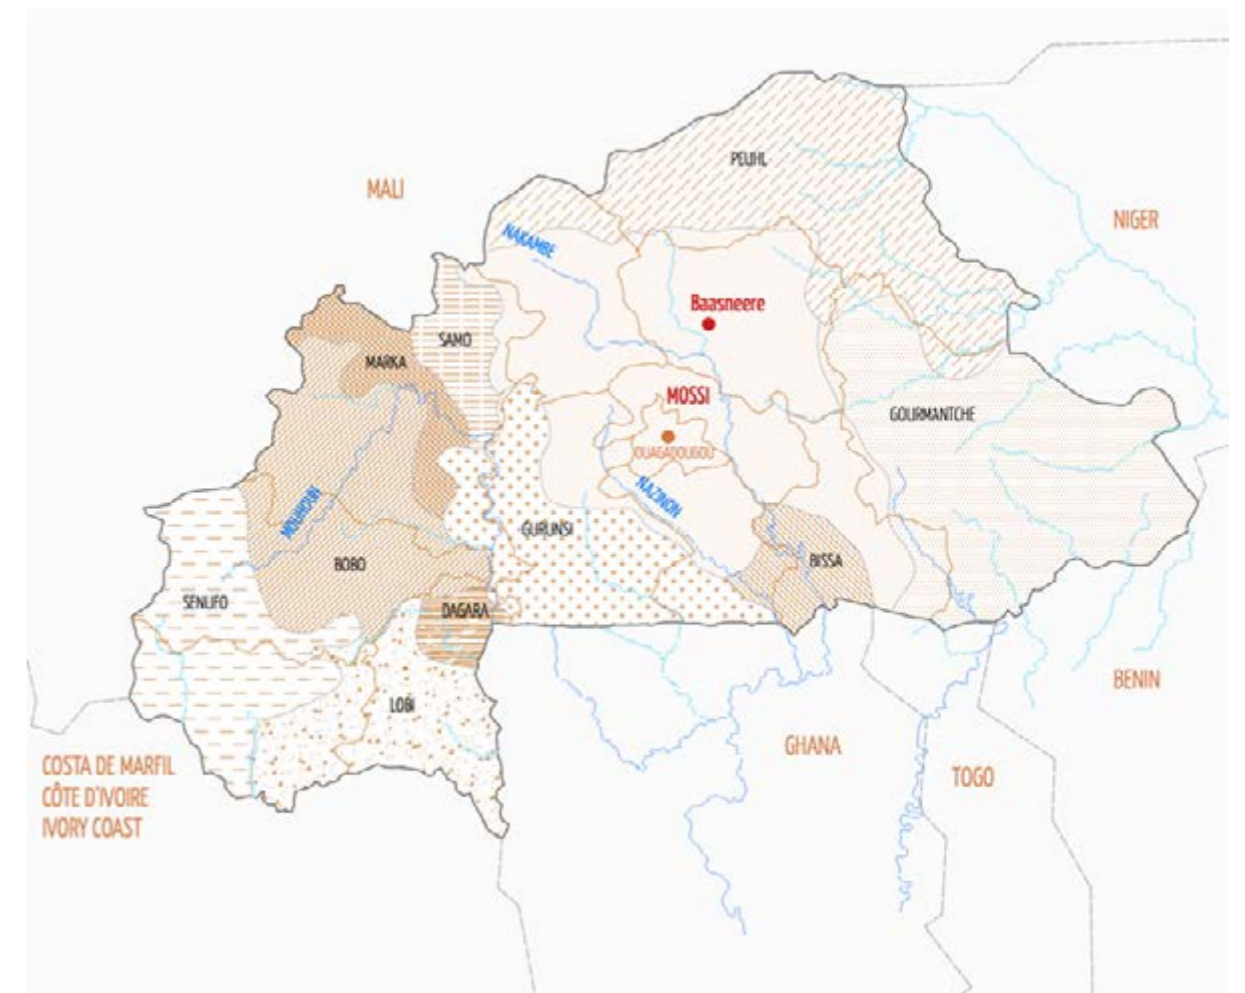 PEUHL
MALI
NIGER
NAKAMBE
Baasneere
SAMO
MARKA
MOSSI
GOURMANTCHE
OUAGADOUGOU
NAZINON
MOUHOUN
GURUNSI
BISSA
BOBO
SENUFO
DAGARA
BENIN
LOBI
GHANA
COSTA DE MARFIL
CÔTE D'IVOIRE
IVORY COAST
TOGO